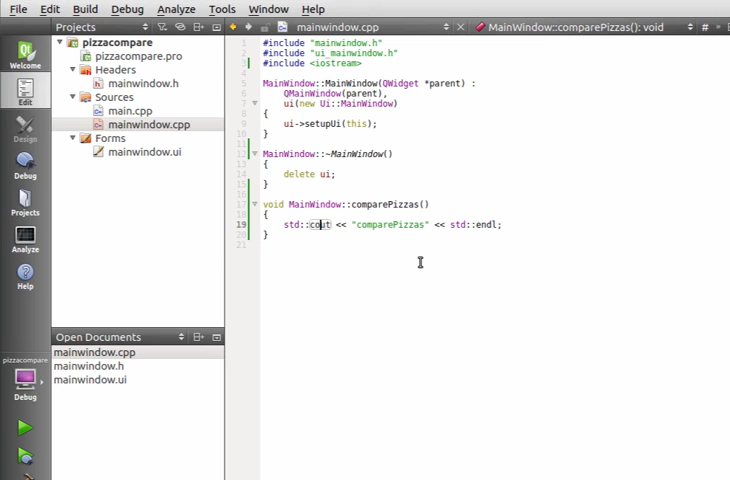 File Edit Build Debug Analyze Tools Window Help
Projects
mainwindow.cpp
MainWindow::comparePizzas(): void
#
»
Welcome
Edit
Design
Debug
Projects
Analyze
Help
pizzacompare
Debug
pizzacompare
pizzacompare.pro
Headers
mainwindow.h
Sources
main.cpp
mainwindow.cpp
Forms
mainwindow.ui
Open Documents
mainwindow.cpp
mainwindow.h
mainwindow.ui
1 #include "mainwindow.h"
2 #include "ui_mainwindow.h"
3 #include <iostream>
4
5 MainWindow::MainWindow(QWidget *parent) :
6 QMainWindow(parent),
7 ui(new Ui::MainWindow)
8 {
9 ui->setupUi(this);
10 }
11
12 MainWindow::~MainWindow()
13 {
14 delete ui;
15 }
16
17 void MainWindow::comparePizzas()
18 {
19 std::cout << "comparePizzas" << std::endl;
20 }
21